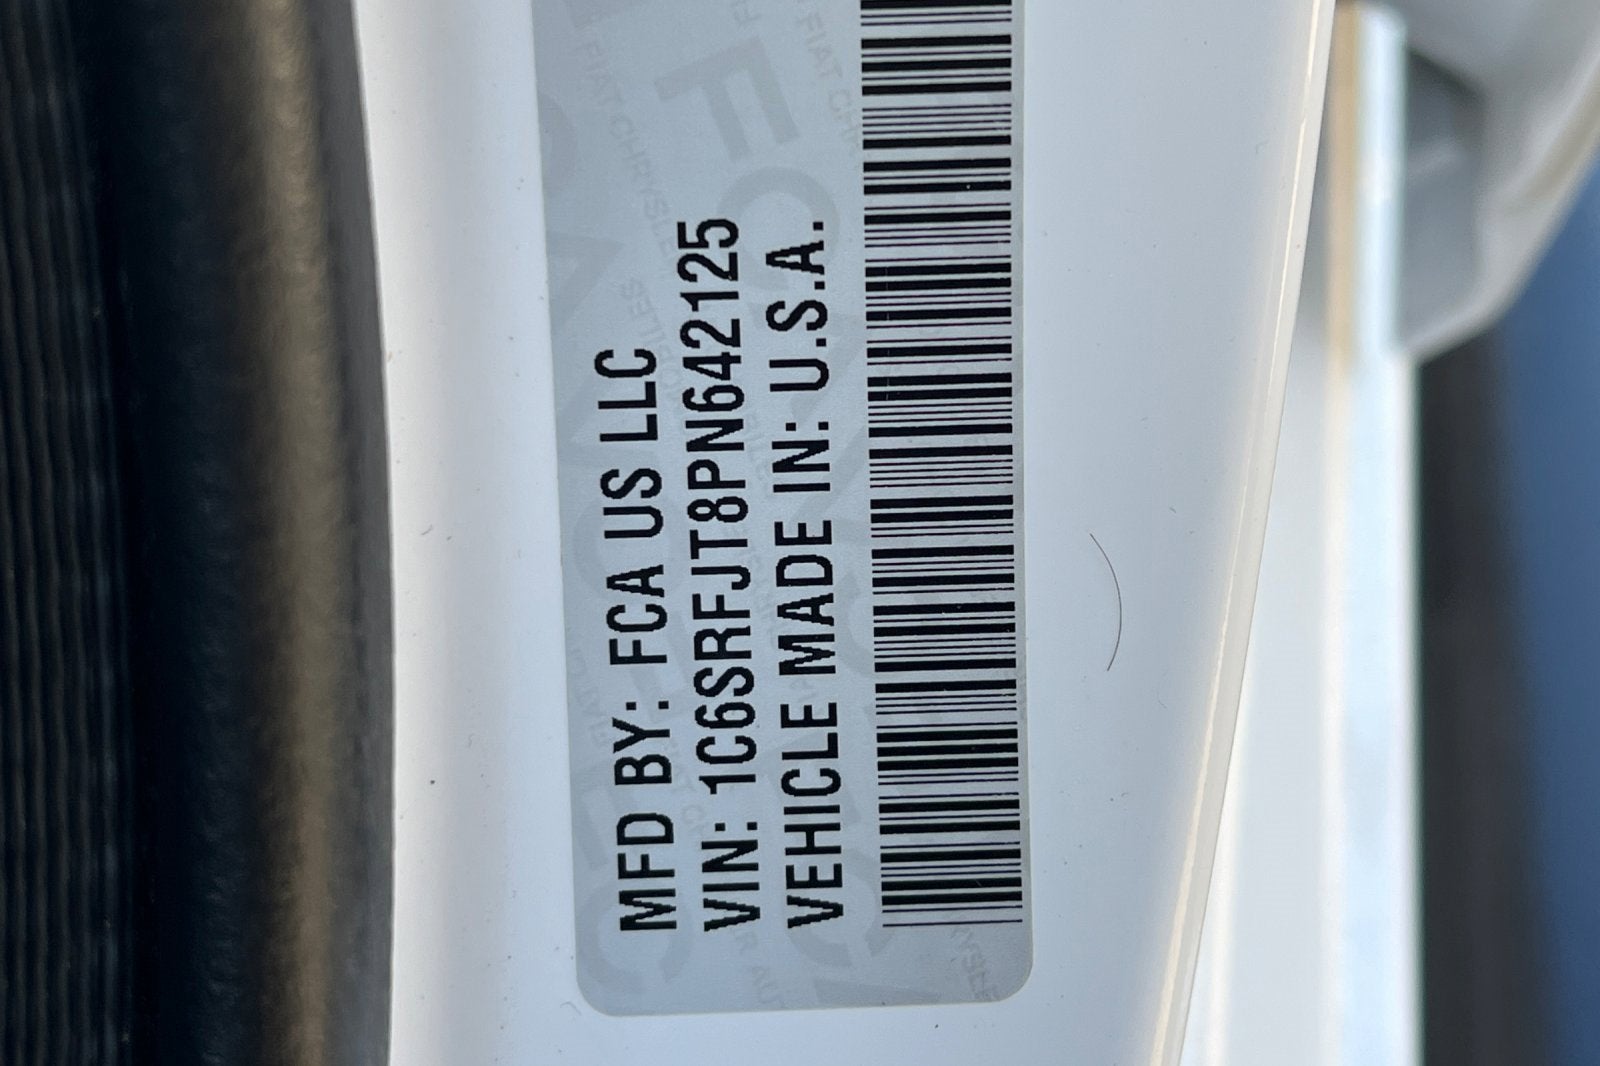 MFD BY: FCA US LLC
VIN: 1C6SRFJT8PN642125
VEHICLE MADE IN: U.S.A.